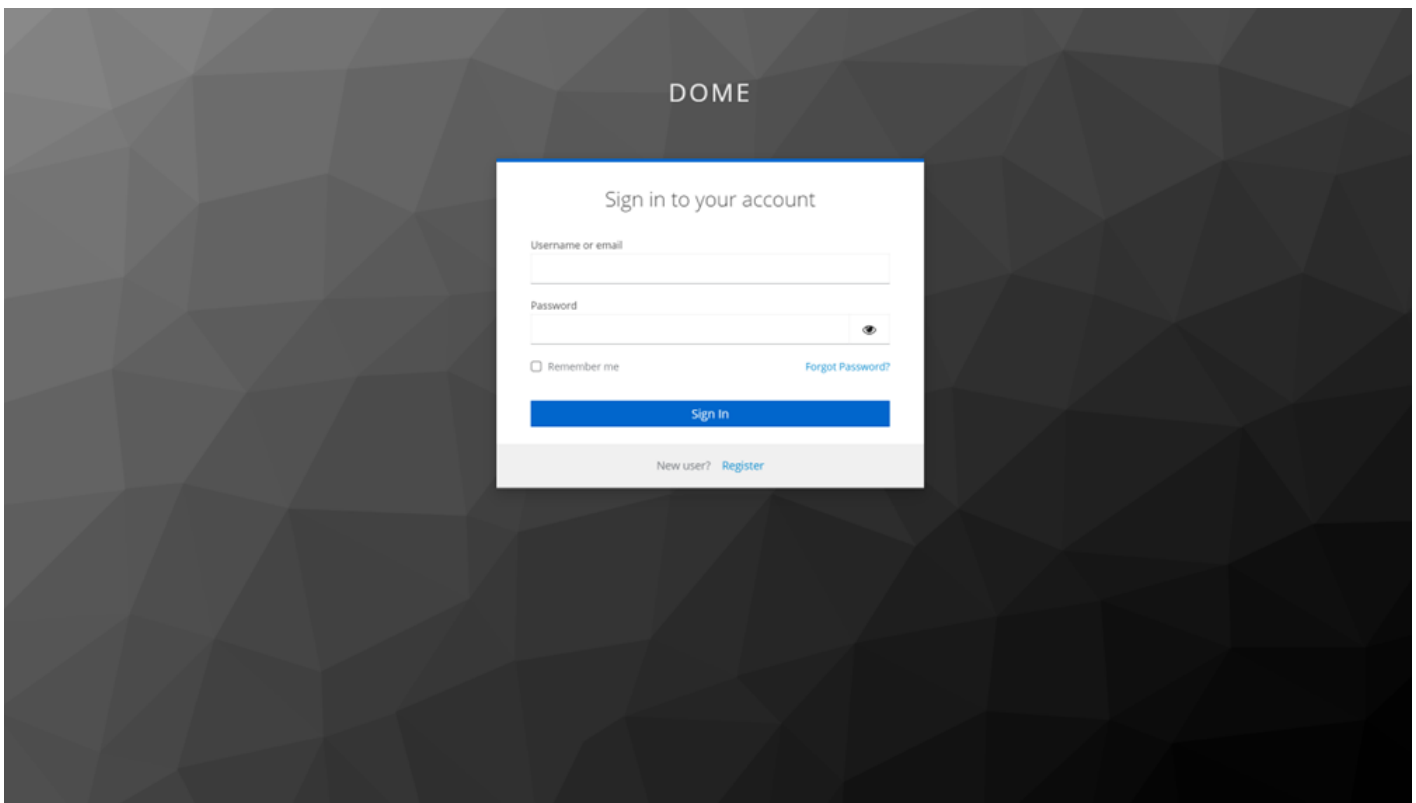 DOME
Sign in to your account
Username or email
Password
Remember me Forgot Password?
Sign In
New user? Register